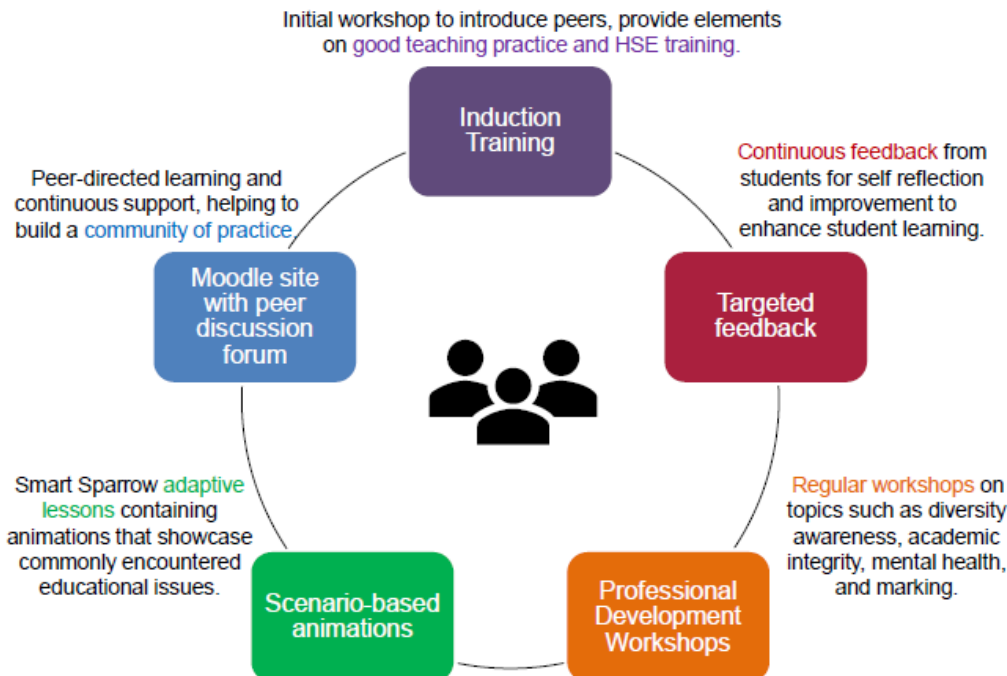 Initial workshop to introduce peers, provide elements
on good teaching practice and HSE training.
Induction
Training
Continuous feedback from
students for self reflection
and improvement to
enhance student learning.
Targeted
feedback
Regular workshops on
topics such as diversity
awareness, academic
integrity, mental health,
and marking.
Professional
Development
Workshops
Scenario-based
animations
Smart Sparrow adaptive
lessons containing
animations that showcase
commonly encountered
educational issues.
Moodle site
with peer
discussion
forum
Peer-directed learning and
continuous support, helping to
build a community of practice.